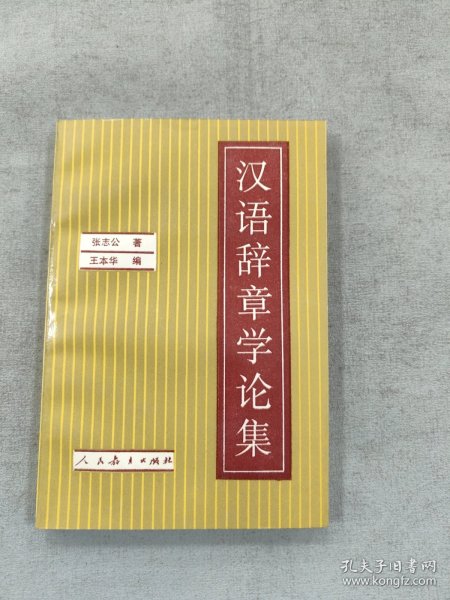 汉语辞章学论集
张志公 著
王本华 编
人民教育出版社
孔夫子旧书网
www.kongfz.com